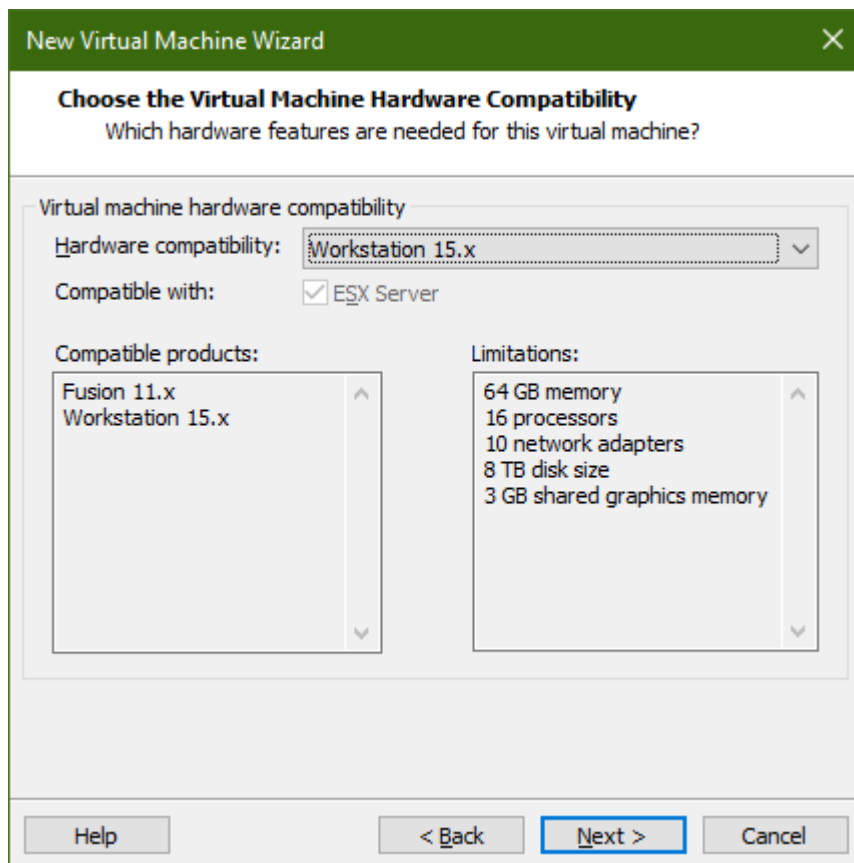 New Virtual Machine Wizard
Choose the Virtual Machine Hardware Compatibility
Which hardware features are needed for this virtual machine?
Virtual machine hardware compatibility
Hardware compatibility: Workstation 15.x
Compatible with: ESX Server
Compatible products:
Fusion 11.x
Workstation 15.x
Limitations:
64 GB memory
16 processors
10 network adapters
8 TB disk size
3 GB shared graphics memory
Help < Back Next > Cancel